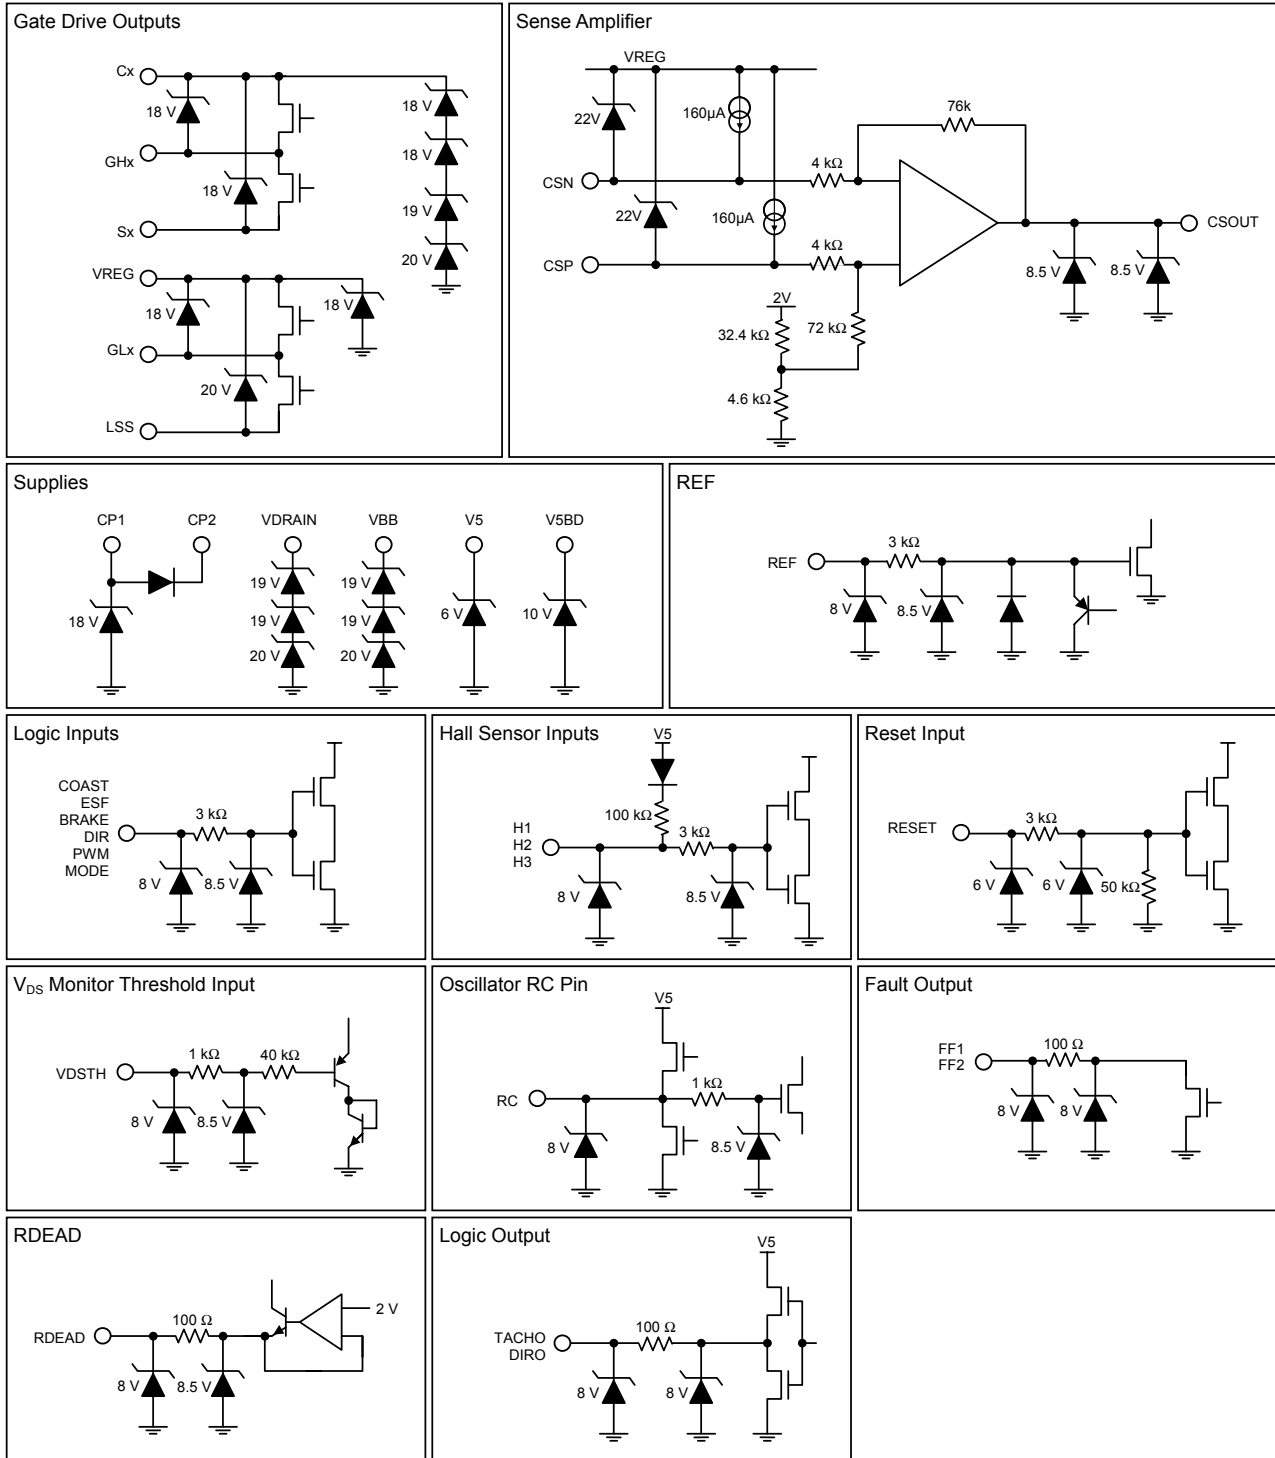 Gate Drive Outputs
Cx
18 V
GHx
18 V
Sx
18 V
18 V
19 V
20 V
VREG
18 V
18 V
GLx
20 V
LSS
Sense Amplifier
VREG
22V
160µA
76k
4 kΩ
CSN
22V
160µA
4 kΩ
CSP
CSOUT
8.5 V
8.5 V
2V
32.4 kΩ
72 kΩ
4.6 kΩ
Supplies
CP1
CP2
VDRAIN
VBB
V5
V5BD
18 V
19 V
19 V
20 V
19 V
19 V
20 V
6 V
10 V
REF
REF
3 kΩ
8 V
8.5 V
Logic Inputs
COAST
ESF
BRAKE
DIR
PWM
MODE
3 kΩ
8 V
8.5 V
Hall Sensor Inputs
V5
100 kΩ
3 kΩ
H1
H2
H3
8 V
8.5 V
Reset Input
RESET
3 kΩ
6 V
6 V
50 kΩ
VDS Monitor Threshold Input
VDSTH
1 kΩ
40 kΩ
8 V
8.5 V
Oscillator RC Pin
V5
RC
1 kΩ
8 V
8.5 V
Fault Output
FF1
FF2
100 Ω
8 V
8 V
RDEAD
RDEAD
100 Ω
2 V
8 V
8.5 V
Logic Output
V5
TACHO
DIRO
100 Ω
8 V
8 V